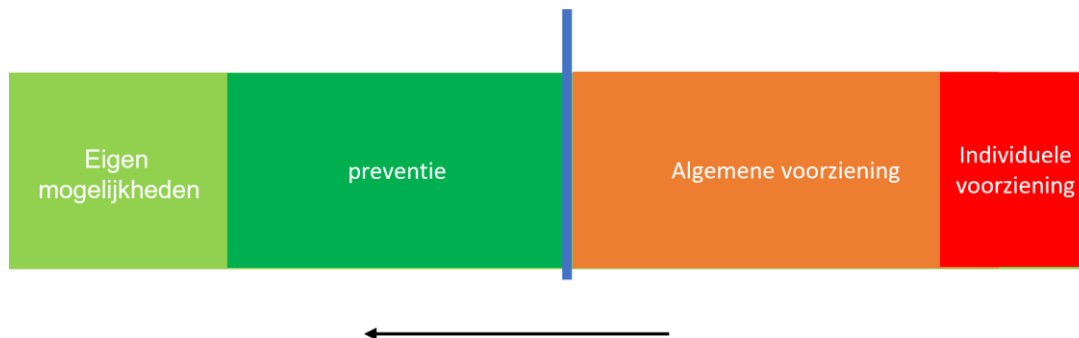 Eigen
mogelijkheden
preventie
Algemene voorziening
Individuele
voorziening